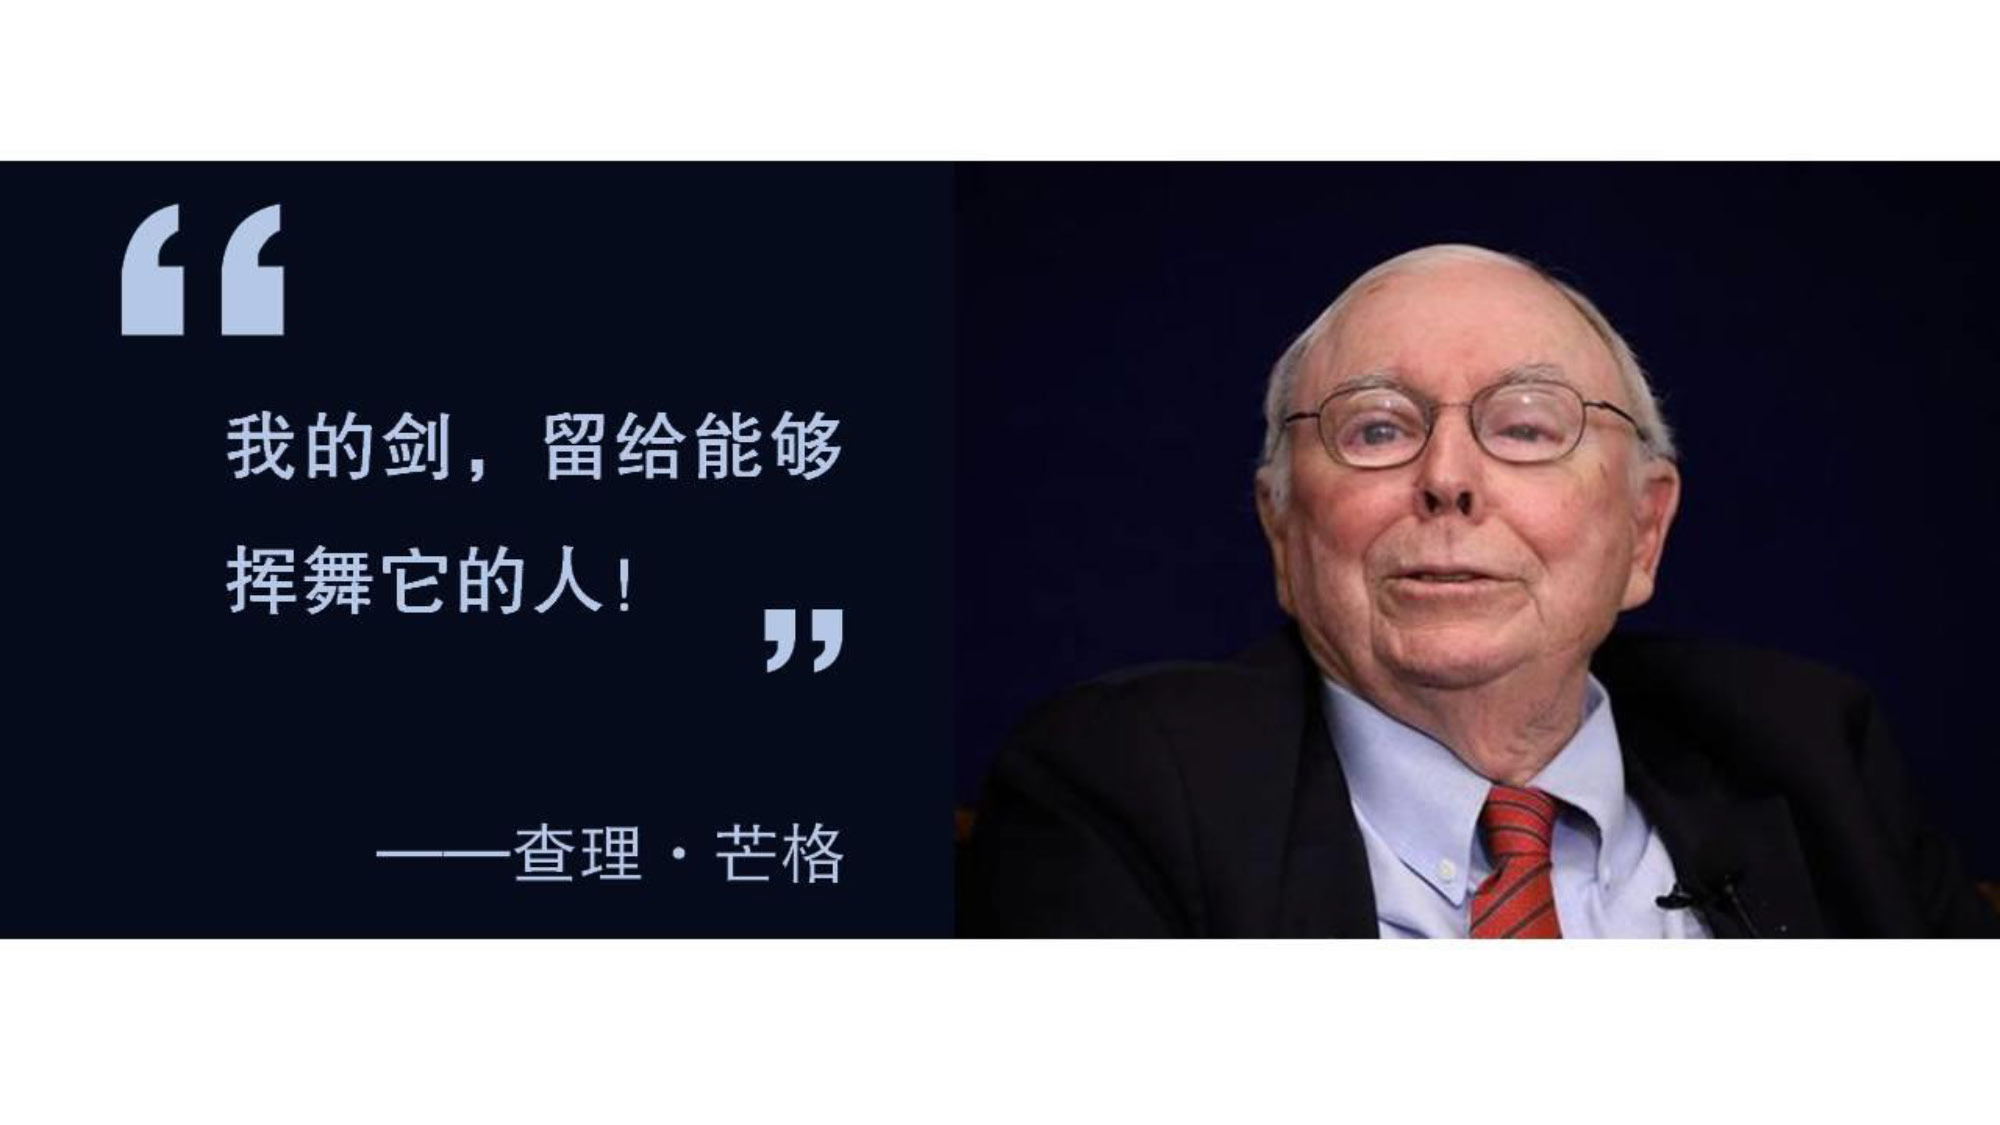 “
我的剑，留给能够
挥舞它的人！
”
——查理·芒格